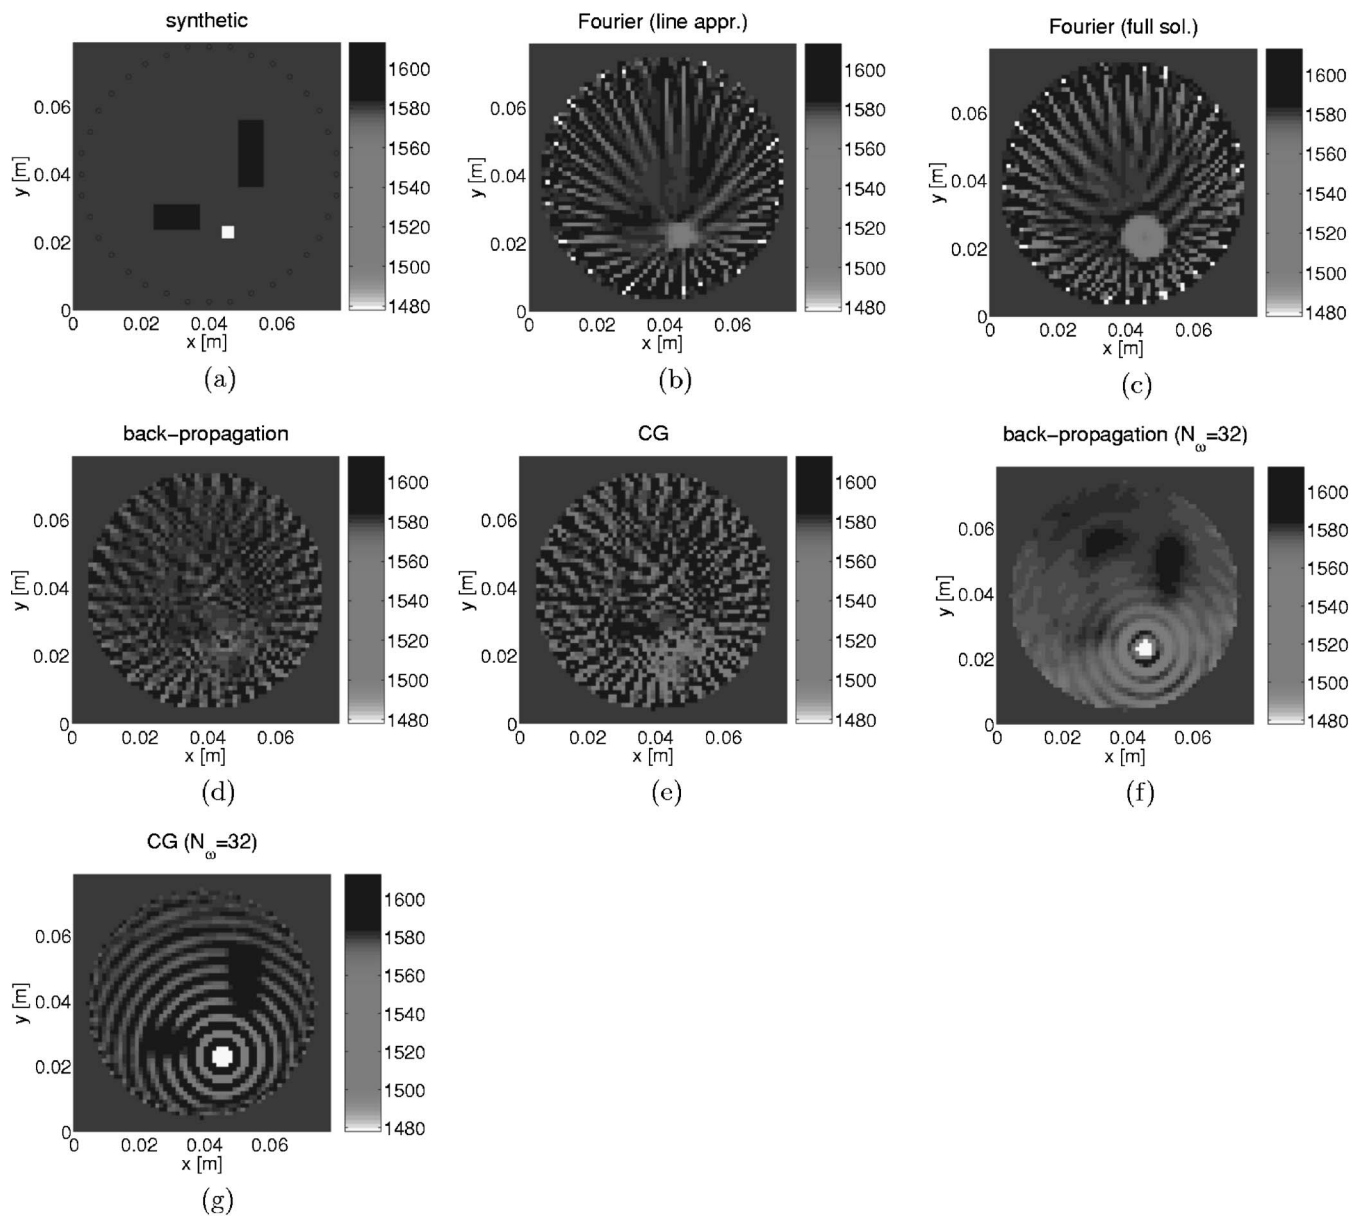 synthetic
1600
1580
1560
1540
1520
1500
1480
0.06
0.04
0.02
0
y [m]
0 0.02 0.04 0.06
x [m]
(a)
Fourier (line appr.)
1600
1580
1560
1540
1520
1500
1480
0.06
0.04
0.02
0
y [m]
0 0.02 0.04 0.06
x [m]
(b)
Fourier (full sol.)
1600
1580
1560
1540
1520
1500
1480
0.06
0.04
0.02
0
y [m]
0 0.02 0.04 0.06
x [m]
(c)
back-propagation
1600
1580
1560
1540
1520
1500
1480
0.06
0.04
0.02
0
y [m]
0 0.02 0.04 0.06
x [m]
(d)
CG
1600
1580
1560
1540
1520
1500
1480
0.06
0.04
0.02
0
y [m]
0 0.02 0.04 0.06
x [m]
(e)
back-propagation (N_ω=32)
1600
1580
1560
1540
1520
1500
1480
0.06
0.04
0.02
0
y [m]
0 0.02 0.04 0.06
x [m]
(f)
CG (N_ω=32)
1600
1580
1560
1540
1520
1500
1480
0.06
0.04
0.02
0
y [m]
0 0.02 0.04 0.06
x [m]
(g)